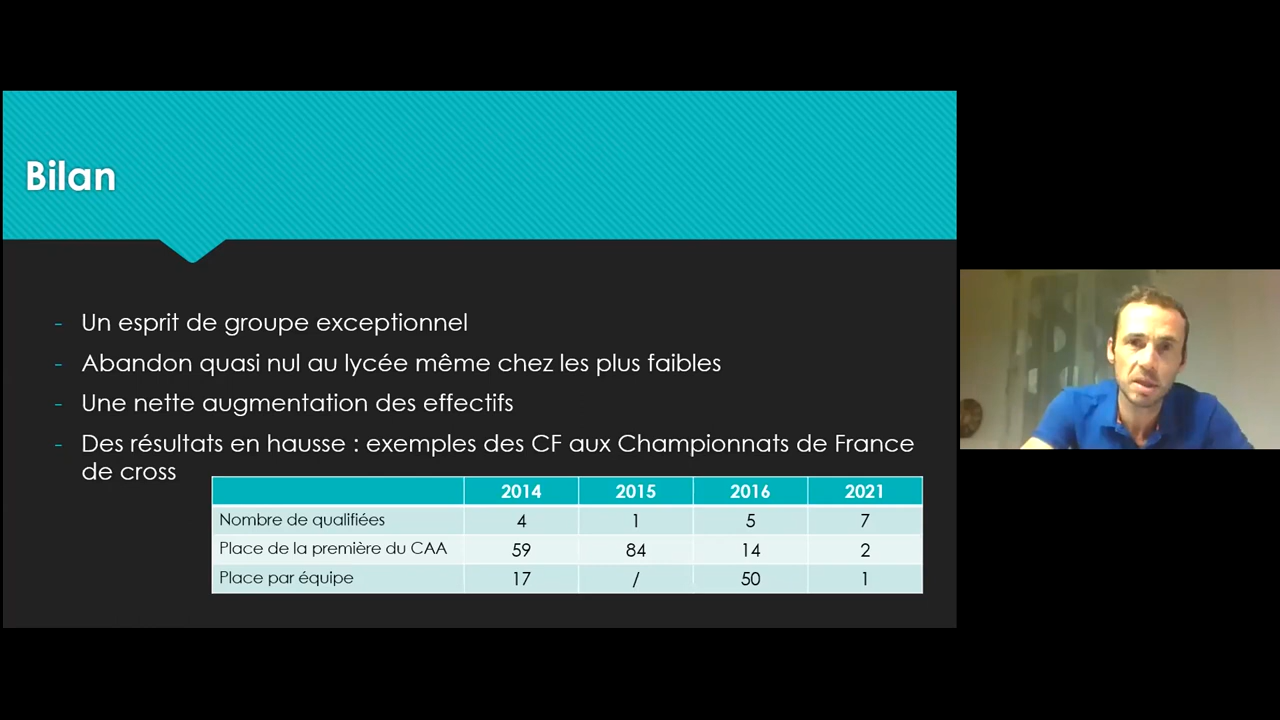 Bilan
- Un esprit de groupe exceptionnel
- Abandon quasi nul au lycée même chez les plus faibles
- Une nette augmentation des effectifs
- Des résultats en hausse : exemples des CF aux Championnats de France
de cross
2014 2015 2016 2021
Nombre de qualifiées 4 1 5 7
Place de la première du CAA 59 84 14 2
Place par équipe 17 / 50 1